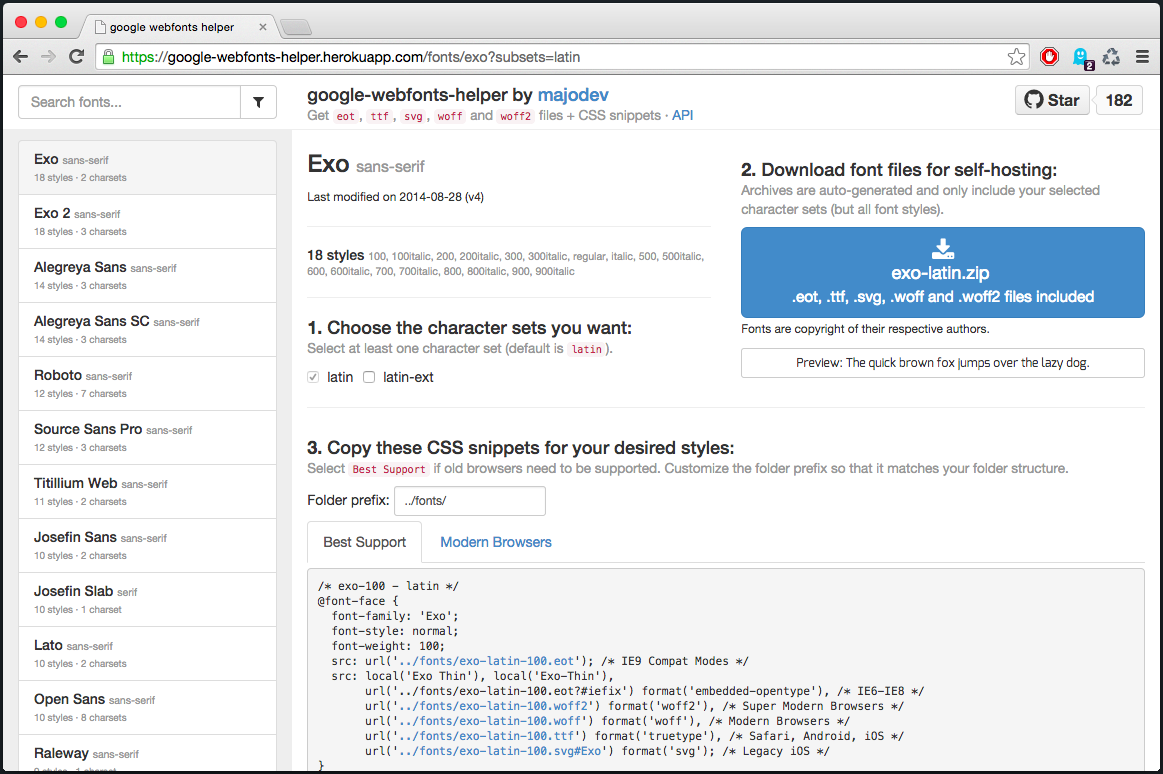 google webfonts helper
https://google-webfonts-helper.herokuapp.com/fonts/exo?subsets=latin
2
Search fonts...
google-webfonts-helper by majodev
Get eot, ttf, svg, woff and woff2 files + CSS snippets · API
Star
182
Exo sans-serif
18 styles · 2 charsets
Exo 2 sans-serif
18 styles · 3 charsets
Alegreya Sans sans-serif
14 styles · 3 charsets
Alegreya Sans SC sans-serif
14 styles · 3 charsets
Roboto sans-serif
12 styles · 7 charsets
Source Sans Pro sans-serif
12 styles · 3 charsets
Titillium Web sans-serif
11 styles · 2 charsets
Josefin Sans sans-serif
10 styles · 2 charsets
Josefin Slab serif
10 styles · 1 charset
Lato sans-serif
10 styles · 2 charsets
Open Sans sans-serif
10 styles · 8 charsets
Raleway sans-serif
Exo sans-serif
Last modified on 2014-08-28 (v4)
18 styles 100, 100italic, 200, 200italic, 300, 300italic, regular, italic, 500, 500italic,
600, 600italic, 700, 700italic, 800, 800italic, 900, 900italic
1. Choose the character sets you want:
Select at least one character set (default is latin).
latin latin-ext
2. Download font files for self-hosting:
Archives are auto-generated and only include your selected
character sets (but all font styles).
exo-latin.zip
.eot, .ttf, .svg, .woff and .woff2 files included
Fonts are copyright of their respective authors.
Preview: The quick brown fox jumps over the lazy dog.
3. Copy these CSS snippets for your desired styles:
Select Best Support if old browsers need to be supported. Customize the folder prefix so that it matches your folder structure.
Folder prefix: ../fonts/
Best Support Modern Browsers
/* exo-100 - latin */
@font-face {
font-family: 'Exo';
font-style: normal;
font-weight: 100;
src: url('../fonts/exo-latin-100.eot'); /* IE9 Compat Modes */
src: local('Exo Thin'), local('Exo-Thin'),
url('../fonts/exo-latin-100.eot?#iefix') format('embedded-opentype'), /* IE6-IE8 */
url('../fonts/exo-latin-100.woff2') format('woff2'), /* Super Modern Browsers */
url('../fonts/exo-latin-100.woff') format('woff'), /* Modern Browsers */
url('../fonts/exo-latin-100.ttf') format('truetype'), /* Safari, Android, iOS */
url('../fonts/exo-latin-100.svg#Exo') format('svg'); /* Legacy iOS */
}